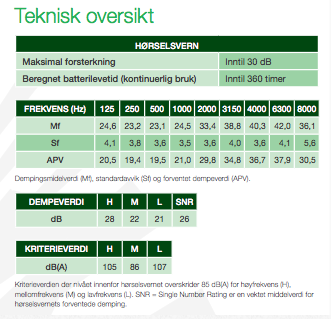 Teknisk oversikt
HØRSELSVERN
Maksimal forsterkning Inntil 30 dB
Beregnet batterilevetid (kontinuerlig bruk) Inntil 360 timer
FREKVENS (Hz) 125 250 500 1000 2000 3150 4000 6300 8000
Mf 24,6 23,2 23,1 24,5 33,4 38,8 40,3 42,0 36,1
Sf 4,1 3,8 3,6 3,5 3,5 4,0 3,6 4,1 5,6
APV 20,5 19,4 19,5 21,0 29,8 34,8 36,7 37,9 30,5
Dempingsmidelverdi (Mf), standardavvik (Sf) og forventet dempeverdi (APV).
DEMPEVERDI H M L SNR
dB 28 22 21 26
KRITERIEVERDI H M L
dB(A) 105 86 107
Kriterieverdien der nivået innenfor hørselsvernet overskrider 85 dB(A) for høyfrekvens (H),
mellomfrekvens (M) og lavfrekvens (L). SNR = Single Number Rating er en vektet middelverdi for
hørselsvernets forventede demping.